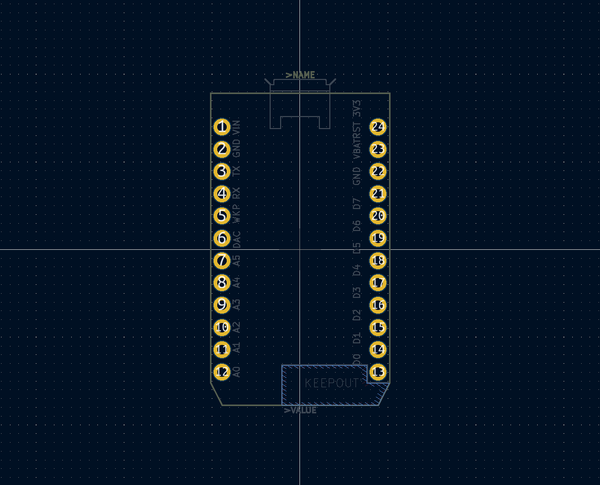 >NAME
1 VIN 3V3 24
2 GND VBATRST 23
3 TX GND 22
4 RX D7 21
5 WKP D6 20
6 DAC D5 19
7 A5 D4 18
8 A4 D3 17
9 A3 D2 16
10 A2 D1 15
11 A1 D0 14
12 A0 13
KEEPOUT
>VALUE